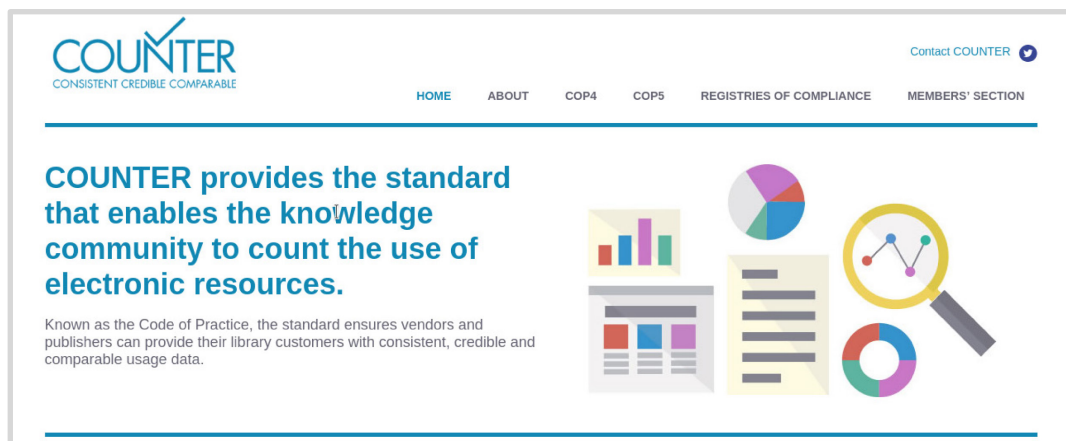 COUNTER
CONSISTENT CREDIBLE COMPARABLE
Contact COUNTER
HOME ABOUT COP4 COP5 REGISTRIES OF COMPLIANCE MEMBERS’ SECTION
COUNTER provides the standard
that enables the knowledge
community to count the use of
electronic resources.
Known as the Code of Practice, the standard ensures vendors and
publishers can provide their library customers with consistent, credible and
comparable usage data.